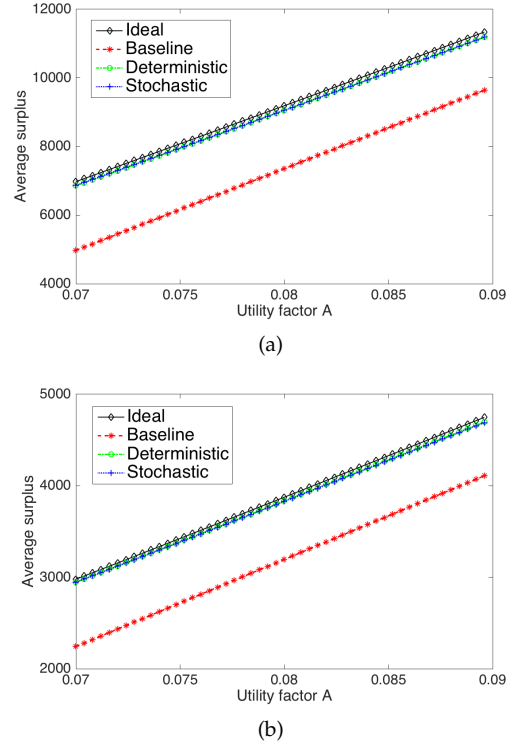 12000
10000
8000
6000
4000
Average surplus
Ideal
Baseline
Deterministic
Stochastic
0.07 0.075 0.08 0.085 0.09
Utility factor A
(a)
5000
4000
3000
2000
Average surplus
Ideal
Baseline
Deterministic
Stochastic
0.07 0.075 0.08 0.085 0.09
Utility factor A
(b)